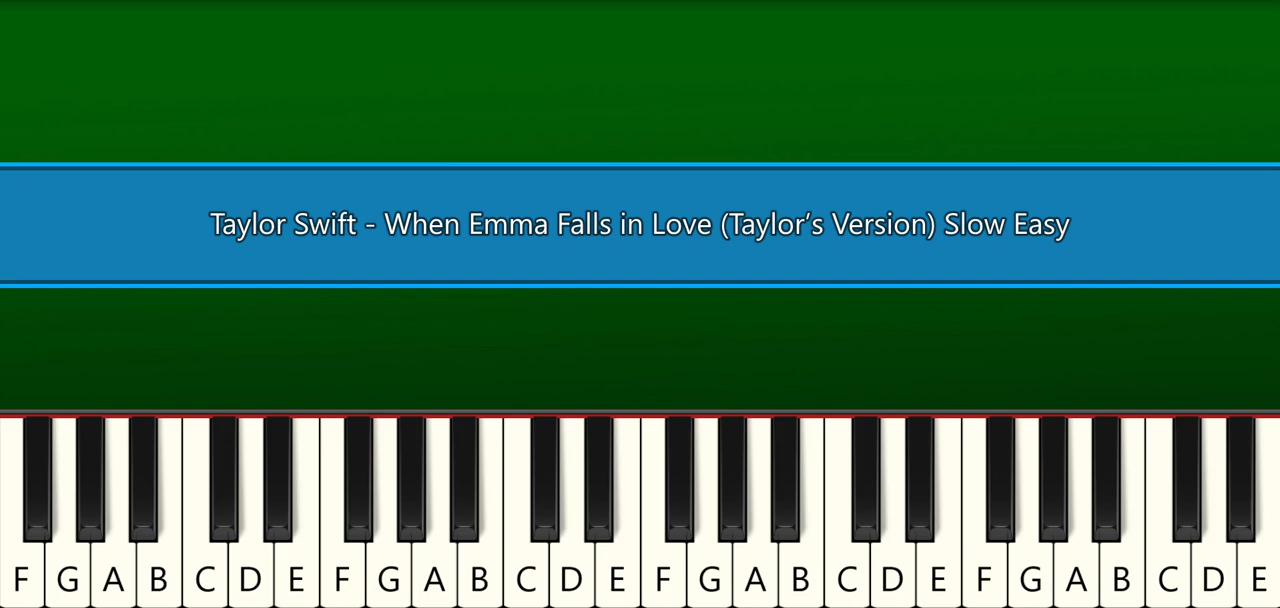 Taylor Swift - When Emma Falls in Love (Taylor’s Version) Slow Easy
F G A B C D E F G A B C D E F G A B C D E F G A B C D E